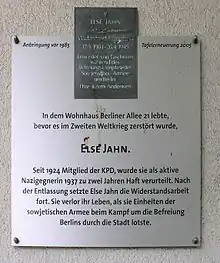 ELSE JAHN
Anbringung vor 1985
Tafelerneuerung 2005
In dem Wohnhaus Berliner Allee 21 lebte,
bevor es im Zweiten Weltkrieg zerstört wurde,
ELSE JAHN.
Seit 1924 Mitglied der KPD, wurde sie als aktive
Nazigegnerin 1937 zu zwei Jahren Haft verurteilt. Nach
der Entlassung setzte Else Jahn die Widerstandsarbeit
fort. Sie verlor ihr Leben, als sie Einheiten der
sowjetischen Armee beim Kampf um die Befreiung
Berlins durch die Stadt lotste.